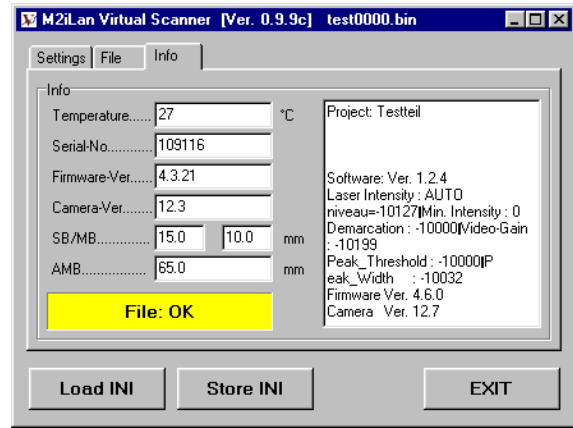 M2iLan Virtual Scanner [Ver. 0.9.9c] test0000.bin
Settings File Info
Info
Temperature...... 27 °C
Serial-No........... 109116
Firmware-Ver..... 4.3.21
Camera-Ver........ 12.3
SB/MB............. 15.0 10.0 mm
AMB................ 65.0 mm
File: OK
Project: Testteil
Software: Ver. 1.2.4
Laser Intensity : AUTO
niveau=-10127|Min. Intensity : 0
Demarcation : -10000|Video-Gain
: -10199
Peak_Threshold : -10000|P
eak_Width : -10032
Firmware Ver. 4.6.0
Camera Ver. 12.7
Load INI Store INI EXIT